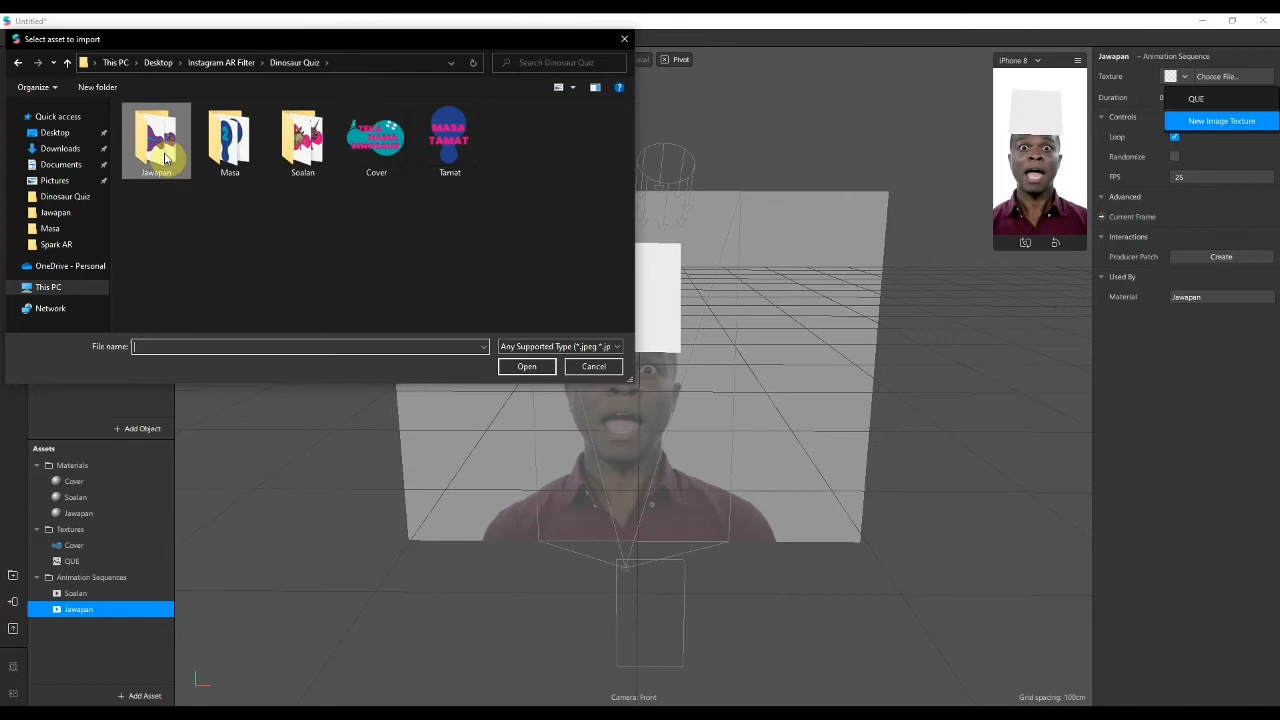 Untitled*
Select asset to import
This PC > Desktop > Instagram AR Filter > Dinosaur Quiz >
Search Dinosaur Quiz
Organize
New folder
Quick access
Desktop
Downloads
Documents
Pictures
Dinosaur Quiz
Jawapan
Masa
Spark AR
OneDrive - Personal
This PC
Network
Jawapan
Masa
Soalan
Cover
MASA
TAMAT
Tamat
File name:
Any Supported Type (*.jpeg *.jp
Open
Cancel
Pivot
iPhone 8
Jawapan – Animation Sequence
Texture
Choose File...
QUE
New Image Texture
Duration
Controls
Loop
Randomize
FPS
25
Advanced
Current Frame
Interactions
Producer Patch
Create
Used By
Material
Jawapan
+ Add Object
Assets
Materials
Cover
Soalan
Jawapan
Textures
Cover
QUE
Animation Sequences
Soalan
Jawapan
+ Add Asset
Camera: Front
Grid spacing: 100cm